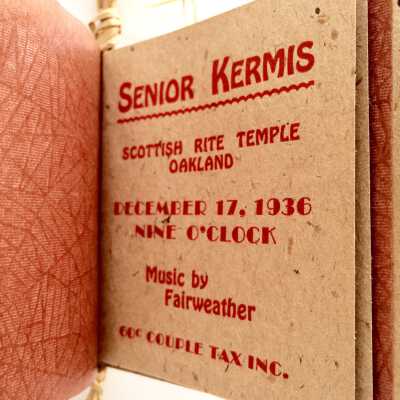 SENIOR KERMIS
SCOTTISH RITE TEMPLE
OAKLAND
DECEMBER 17, 1936
NINE O'CLOCK
Music by
Fairweather
60¢ COUPLE TAX INC.